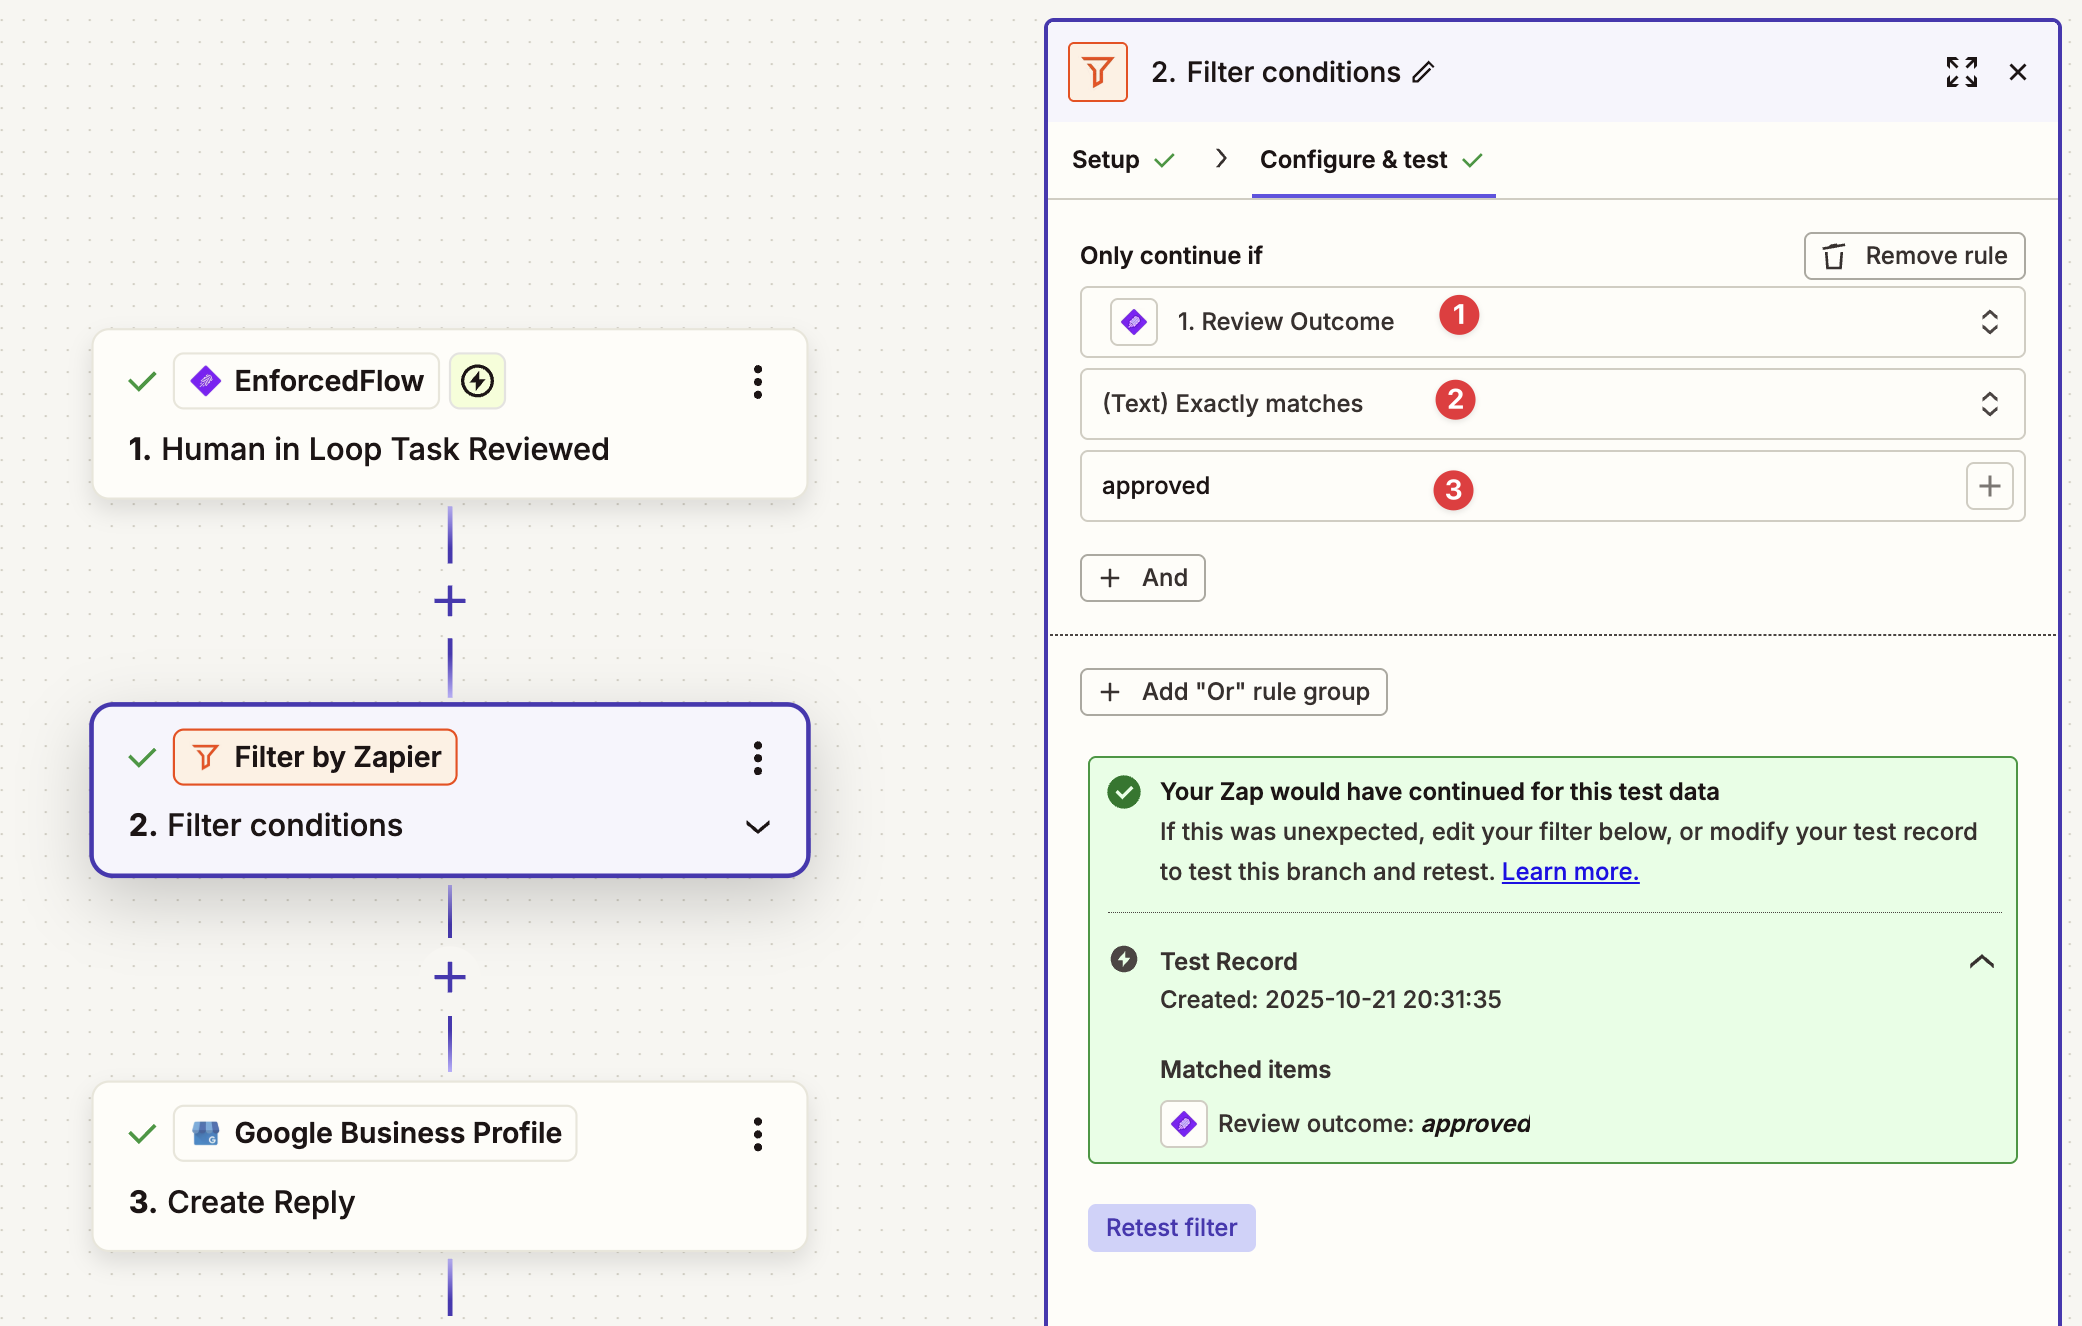 EnforcedFlow
1. Human in Loop Task Reviewed
Filter by Zapier
2. Filter conditions
Google Business Profile
3. Create Reply
2. Filter conditions
Setup
Configure & test
Only continue if
Remove rule
1. Review Outcome
1
(Text) Exactly matches
2
approved
3
And
Add "Or" rule group
Your Zap would have continued for this test data
If this was unexpected, edit your filter below, or modify your test record
to test this branch and retest. Learn more.
Test Record
Created: 2025-10-21 20:31:35
Matched items
Review outcome: approved
Retest filter